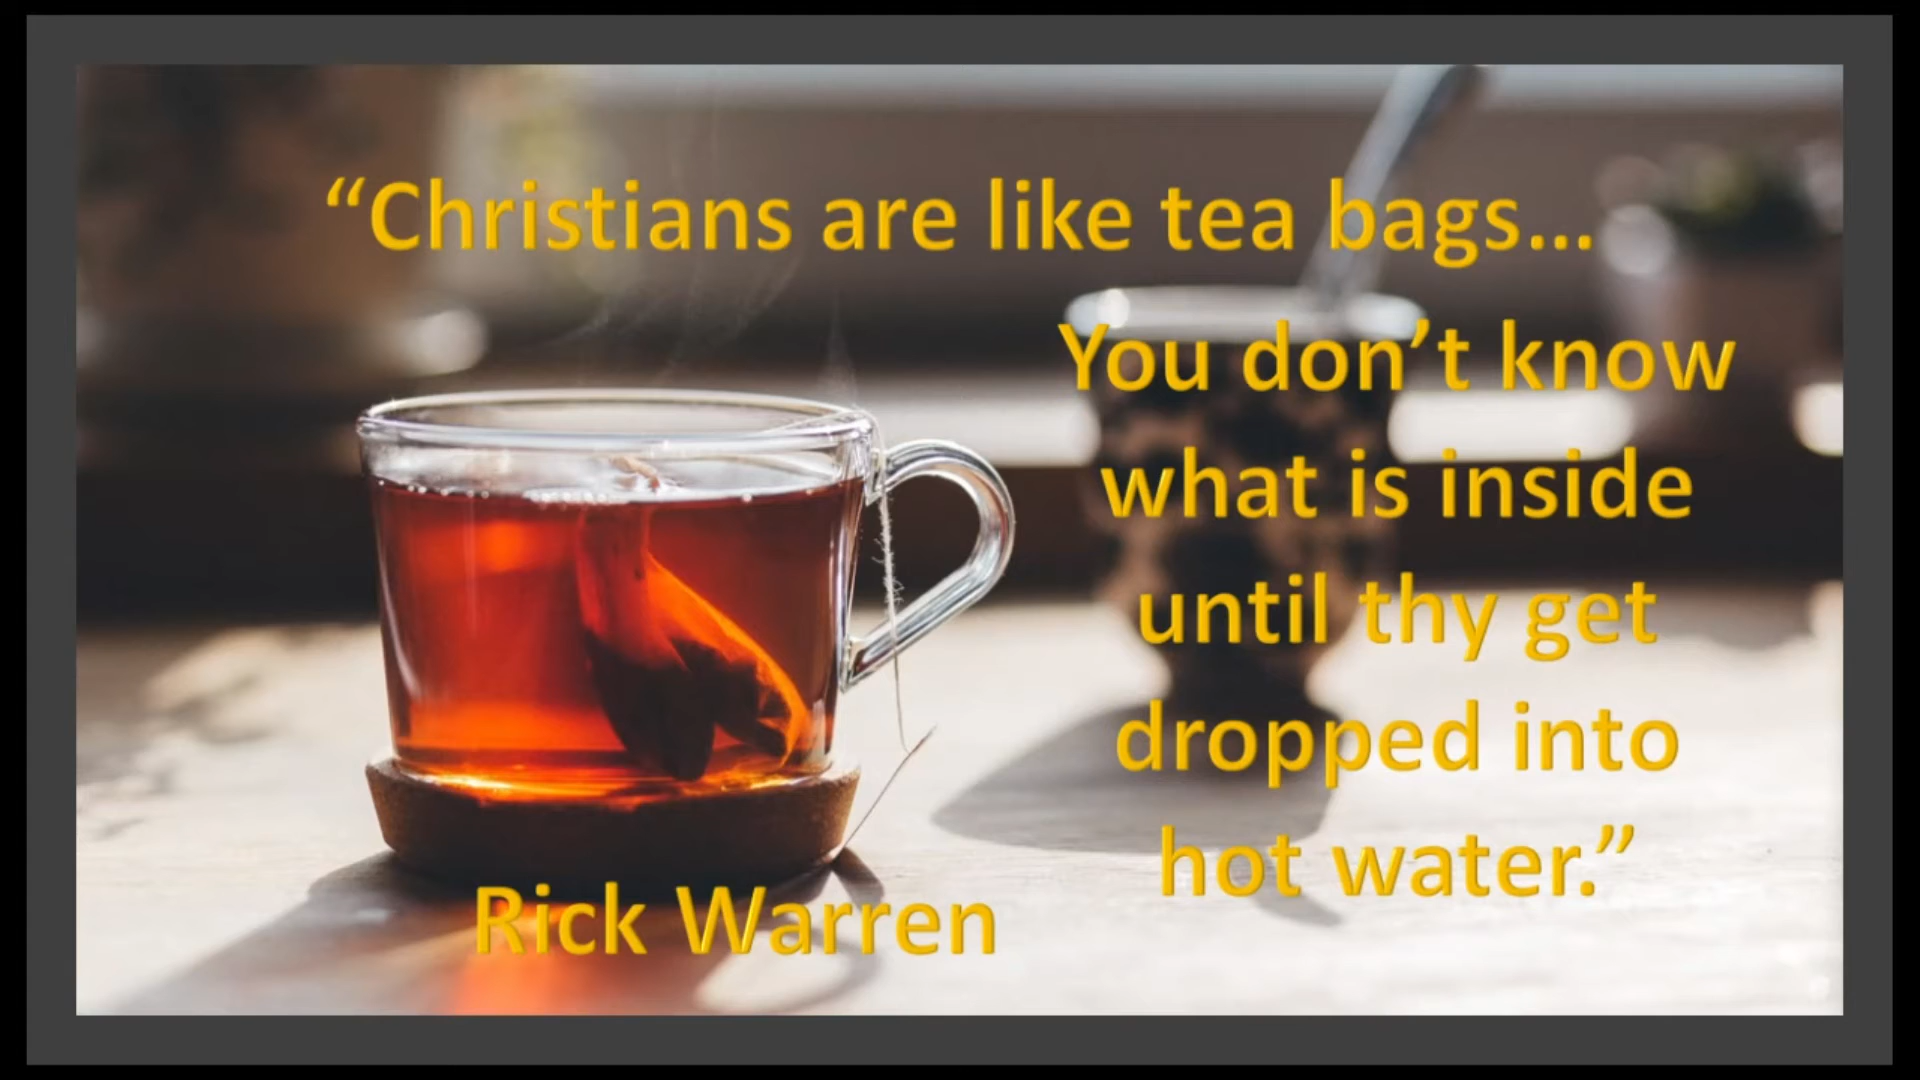 “Christians are like tea bags...
You don’t know
what is inside
until thy get
dropped into
hot water.”
Rick Warren